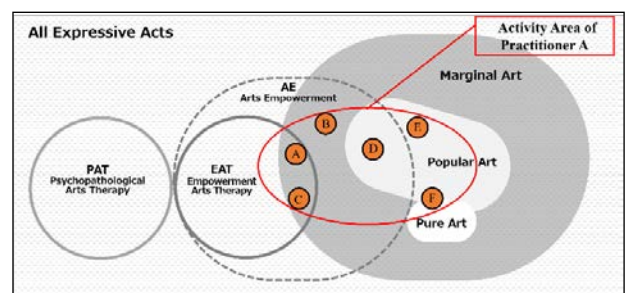 All Expressive Acts
Activity Area of
Practitioner A
Marginal Art
AE
Arts Empowerment
B
E
A
D
PAT
Psychopathological
Arts Therapy
EAT
Empowerment
Arts Therapy
Popular Art
C
F
Pure Art